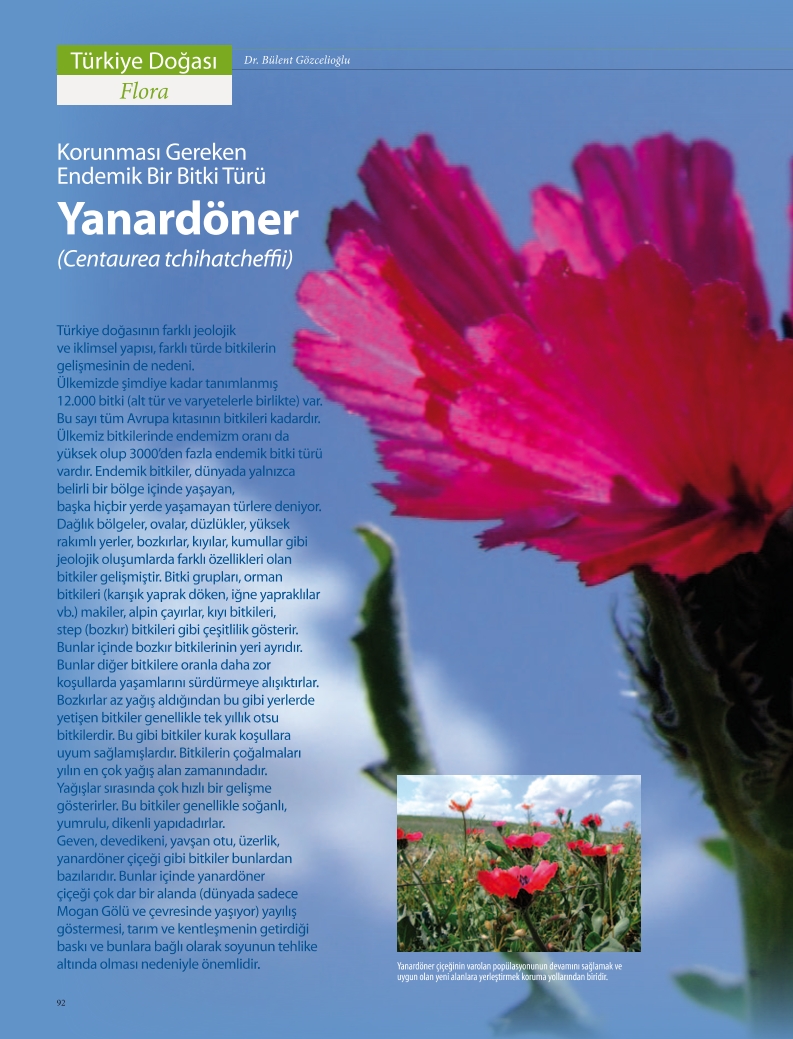 Türkiye Doğası
Dr. Bülent Gözcelioğlu
Flora
Korunması Gereken
Endemik Bir Bitki Türü
Yanardöner
(Centaurea tchihatcheffii)
Türkiye doğasının farklı jeolojik
ve iklimsel yapısı, farklı türde bitkilerin
gelişmesinin de nedeni.
Ülkemizde şimdiye kadar tanımlanmış
12.000 bitki (alt tür ve varyetelerle birlikte) var.
Bu sayı tüm Avrupa kıtasının bitkileri kadardır.
Ülkemiz bitkilerinde endemizm oranı da
yüksek olup 3000’den fazla endemik bitki türü
vardır. Endemik bitkiler, dünyada yalnızca
belirli bir bölge içinde yaşayan,
başka hiçbir yerde yaşamayan türlere deniyor.
Dağlık bölgeler, ovalar, düzlükler, yüksek
rakımlı yerler, bozkırlar, kıyılar, kumullar gibi
jeolojik oluşumlarda farklı özellikleri olan
bitkiler gelişmiştir. Bitki grupları, orman
bitkileri (karışık yaprak döken, iğne yapraklılar
vb.) makiler, alpin çayırlar, kıyı bitkileri,
step (bozkır) bitkileri gibi çeşitlilik gösterir.
Bunlar içinde bozkır bitkilerinin yeri ayrıdır.
Bunlar diğer bitkilere oranla daha zor
koşullarda yaşamlarını sürdürmeye alışıktırlar.
Bozkırlar az yağış aldığından bu gibi yerlerde
yetişen bitkiler genellikle tek yıllık otsu
bitkilerdir. Bu gibi bitkiler kurak koşullara
uyum sağlamışlardır. Bitkilerin çoğalmaları
yılın en çok yağış alan zamanındadır.
Yağışlar sırasında çok hızlı bir gelişme
gösterirler. Bu bitkiler genellikle soğanlı,
yumrulu, dikenli yapıdadırlar.
Geven, devedikeni, yavşan otu, üzerlik,
yanardöner çiçeği gibi bitkiler bunlardan
bazılarıdır. Bunlar içinde yanardöner
çiçeği çok dar bir alanda (dünyada sadece
Mogan Gölü ve çevresinde yaşıyor) yayılış
göstermesi, tarım ve kentleşmenin getirdiği
baskı ve bunlara bağlı olarak soyunun tehlike
altında olması nedeniyle önemlidir.
Yanardöner çiçeğinin varolan popülasyonunun devamını sağlamak ve
uygun olan yeni alanlara yerleştirmek koruma yollarından biridir.
92